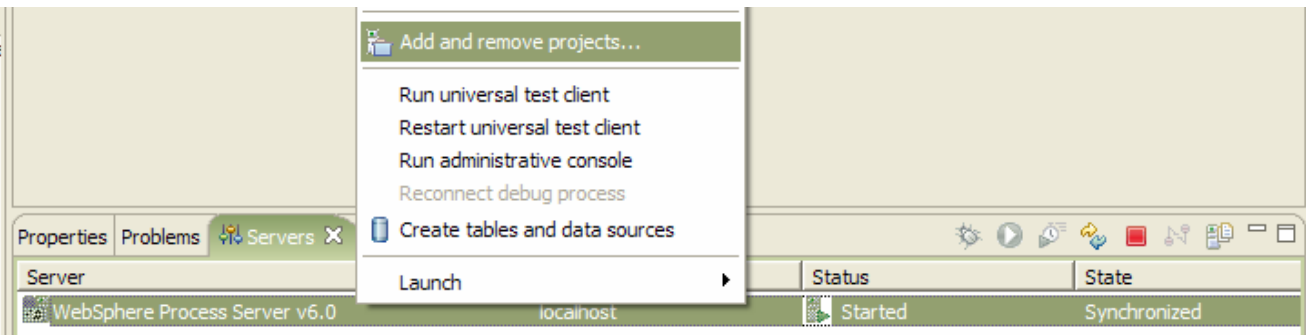 Add and remove projects...
Run universal test client
Restart universal test client
Run administrative console
Reconnect debug process
Create tables and data sources
Launch
Properties Problems Servers
Server Status State
WebSphere Process Server v6.0 localhost Started Synchronized